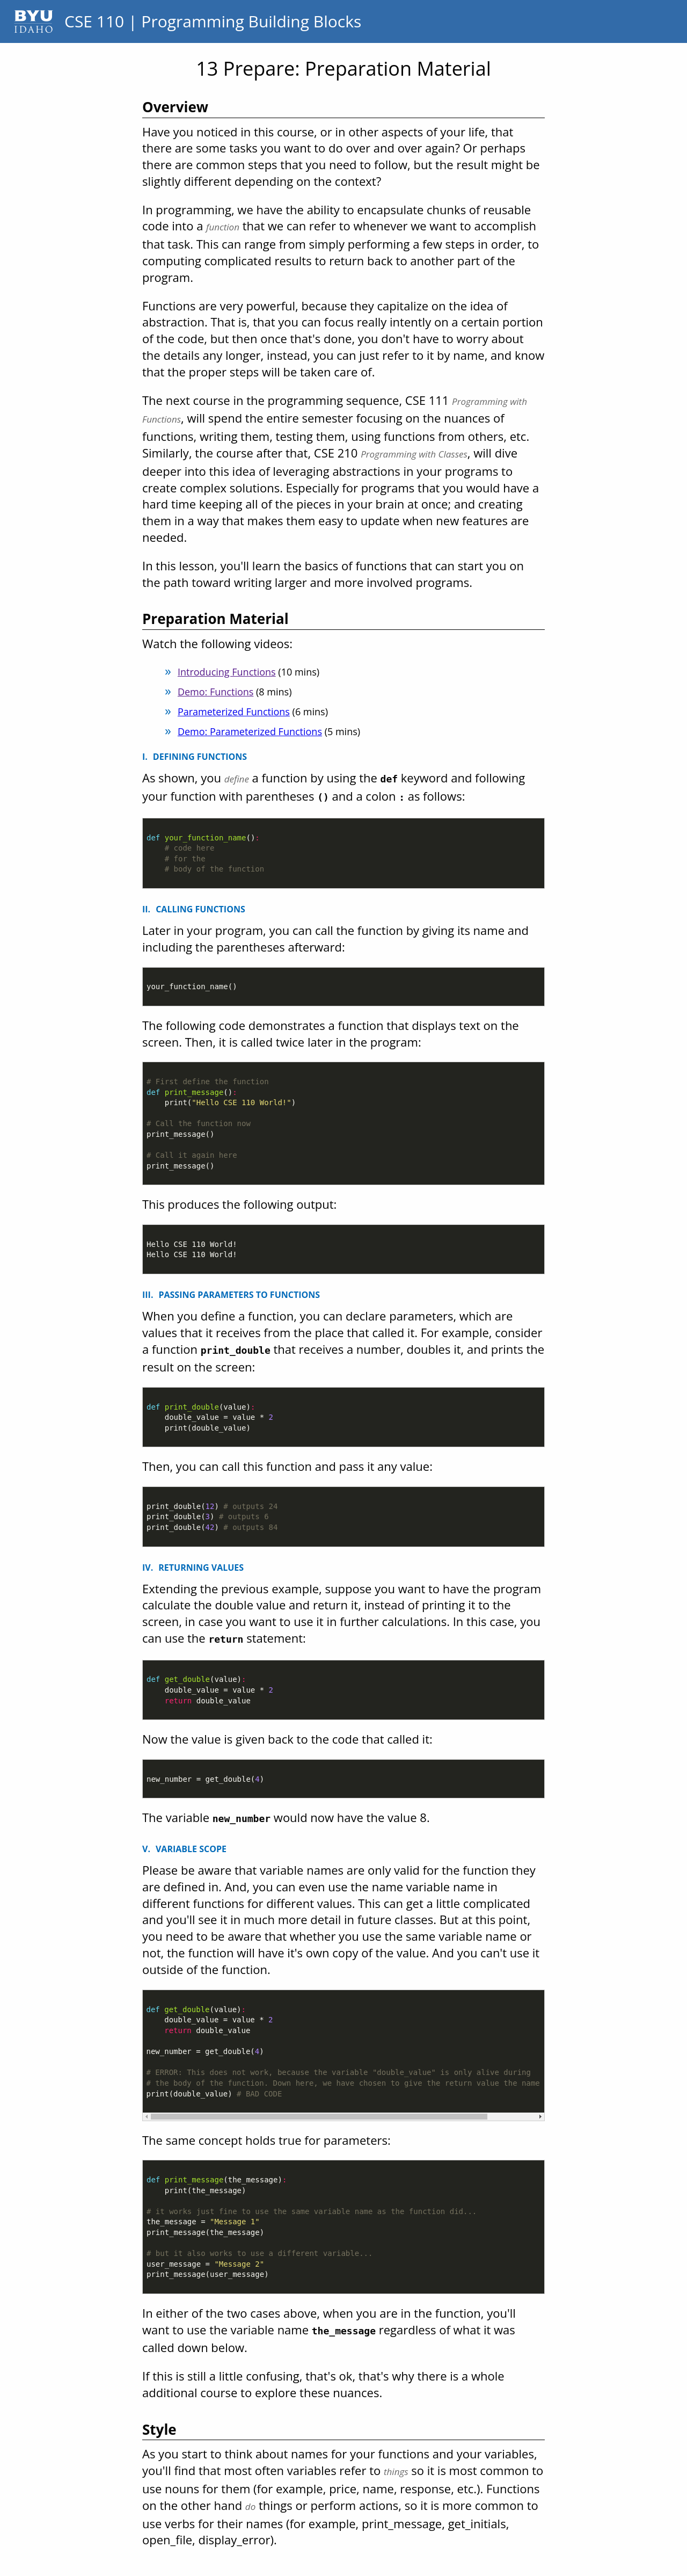 BYU
IDAHO
CSE 110 | Programming Building Blocks
13 Prepare: Preparation Material
Overview
Have you noticed in this course, or in other aspects of your life, that
there are some tasks you want to do over and over again? Or perhaps
there are common steps that you need to follow, but the result might be
slightly different depending on the context?
In programming, we have the ability to encapsulate chunks of reusable
code into a function that we can refer to whenever we want to accomplish
that task. This can range from simply performing a few steps in order, to
computing complicated results to return back to another part of the
program.
Functions are very powerful, because they capitalize on the idea of
abstraction. That is, that you can focus really intently on a certain portion
of the code, but then once that's done, you don't have to worry about
the details any longer, instead, you can just refer to it by name, and know
that the proper steps will be taken care of.
The next course in the programming sequence, CSE 111 Programming with
Functions, will spend the entire semester focusing on the nuances of
functions, writing them, testing them, using functions from others, etc.
Similarly, the course after that, CSE 210 Programming with Classes, will dive
deeper into this idea of leveraging abstractions in your programs to
create complex solutions. Especially for programs that you would have a
hard time keeping all of the pieces in your brain at once; and creating
them in a way that makes them easy to update when new features are
needed.
In this lesson, you'll learn the basics of functions that can start you on
the path toward writing larger and more involved programs.
Preparation Material
Watch the following videos:
» Introducing Functions (10 mins)
» Demo: Functions (8 mins)
» Parameterized Functions (6 mins)
» Demo: Parameterized Functions (5 mins)
I. DEFINING FUNCTIONS
As shown, you define a function by using the def keyword and following
your function with parentheses () and a colon : as follows:
def your_function_name():
# code here
# for the
# body of the function
II. CALLING FUNCTIONS
Later in your program, you can call the function by giving its name and
including the parentheses afterward:
your_function_name()
The following code demonstrates a function that displays text on the
screen. Then, it is called twice later in the program:
# First define the function
def print_message():
print("Hello CSE 110 World!")
# Call the function now
print_message()
# Call it again here
print_message()
This produces the following output:
Hello CSE 110 World!
Hello CSE 110 World!
III. PASSING PARAMETERS TO FUNCTIONS
When you define a function, you can declare parameters, which are
values that it receives from the place that called it. For example, consider
a function print_double that receives a number, doubles it, and prints the
result on the screen:
def print_double(value):
double_value = value * 2
print(double_value)
Then, you can call this function and pass it any value:
print_double(12) # outputs 24
print_double(3) # outputs 6
print_double(42) # outputs 84
IV. RETURNING VALUES
Extending the previous example, suppose you want to have the program
calculate the double value and return it, instead of printing it to the
screen, in case you want to use it in further calculations. In this case, you
can use the return statement:
def get_double(value):
double_value = value * 2
return double_value
Now the value is given back to the code that called it:
new_number = get_double(4)
The variable new_number would now have the value 8.
V. VARIABLE SCOPE
Please be aware that variable names are only valid for the function they
are defined in. And, you can even use the name variable name in
different functions for different values. This can get a little complicated
and you'll see it in much more detail in future classes. But at this point,
you need to be aware that whether you use the same variable name or
not, the function will have it's own copy of the value. And you can't use it
outside of the function.
def get_double(value):
double_value = value * 2
return double_value
new_number = get_double(4)
# ERROR: This does not work, because the variable "double_value" is only alive during
# the body of the function. Down here, we have chosen to give the return value the name
print(double_value) # BAD CODE
The same concept holds true for parameters:
def print_message(the_message):
print(the_message)
# it works just fine to use the same variable name as the function did...
the_message = "Message 1"
print_message(the_message)
# but it also works to use a different variable...
user_message = "Message 2"
print_message(user_message)
In either of the two cases above, when you are in the function, you'll
want to use the variable name the_message regardless of what it was
called down below.
If this is still a little confusing, that's ok, that's why there is a whole
additional course to explore these nuances.
Style
As you start to think about names for your functions and your variables,
you'll find that most often variables refer to things so it is most common to
use nouns for them (for example, price, name, response, etc.). Functions
on the other hand do things or perform actions, so it is more common to
use verbs for their names (for example, print_message, get_initials,
open_file, display_error).